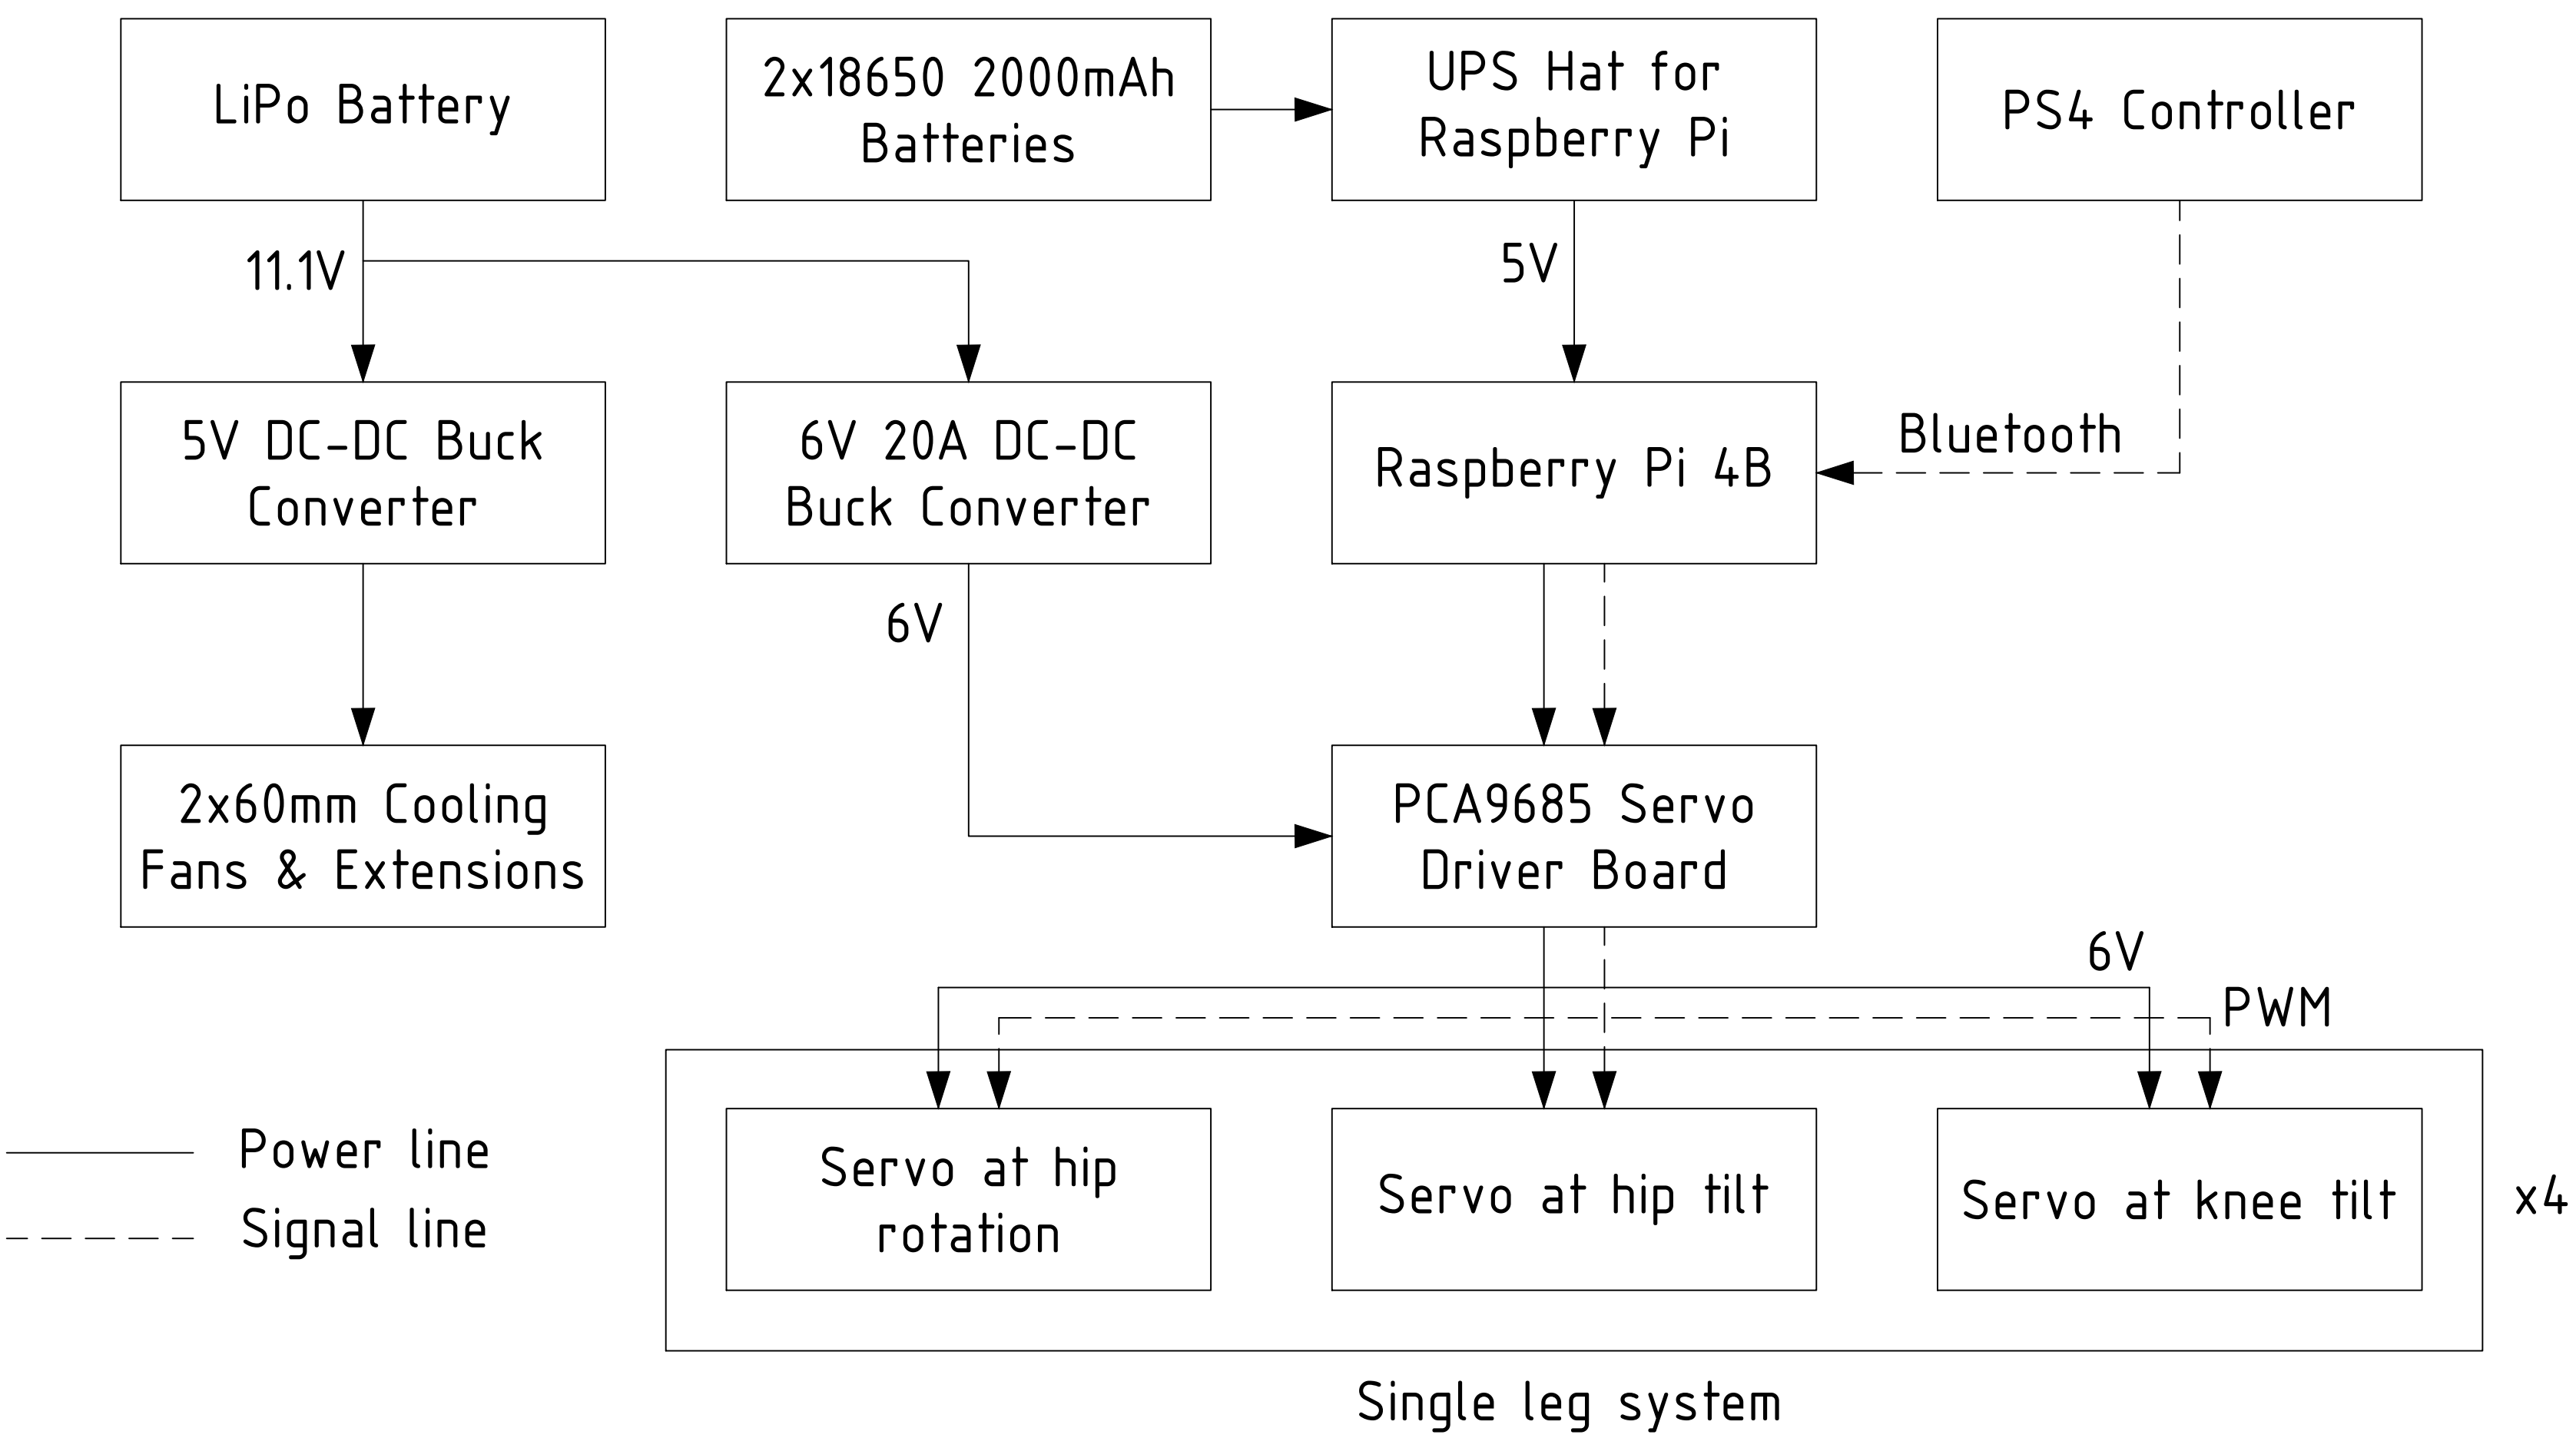 LiPo Battery
2x18650 2000mAh
Batteries
UPS Hat for
Raspberry Pi
PS4 Controller
11.1V
5V
5V DC-DC Buck
Converter
6V 20A DC-DC
Buck Converter
Raspberry Pi 4B
Bluetooth
6V
2x60mm Cooling
Fans & Extensions
PCA9685 Servo
Driver Board
6V
PWM
Servo at hip
rotation
Servo at hip tilt
Servo at knee tilt
x4
Power line
Signal line
Single leg system